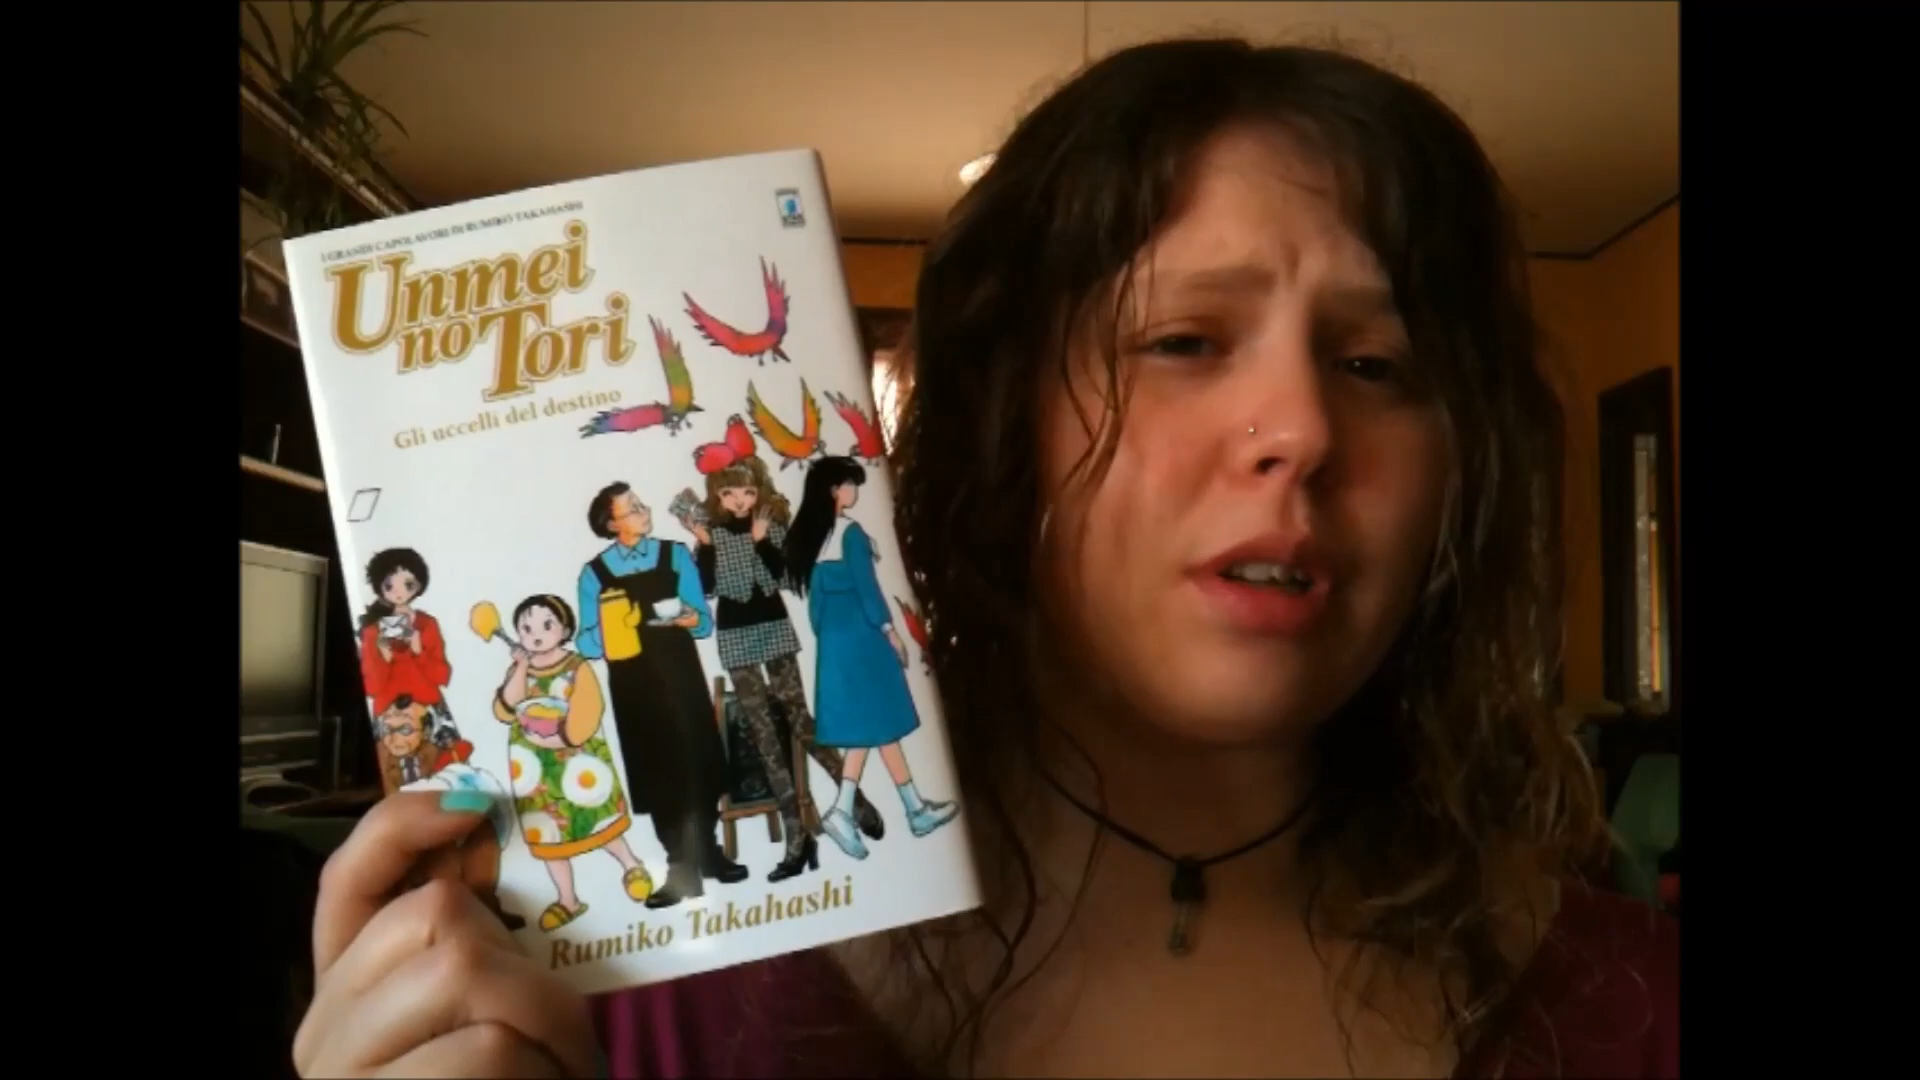 I GRANDI CAPOLAVORI DI RUMIKO TAKAHASHI
Unmei
no Tori
Gli uccelli del destino
Rumiko Takahashi